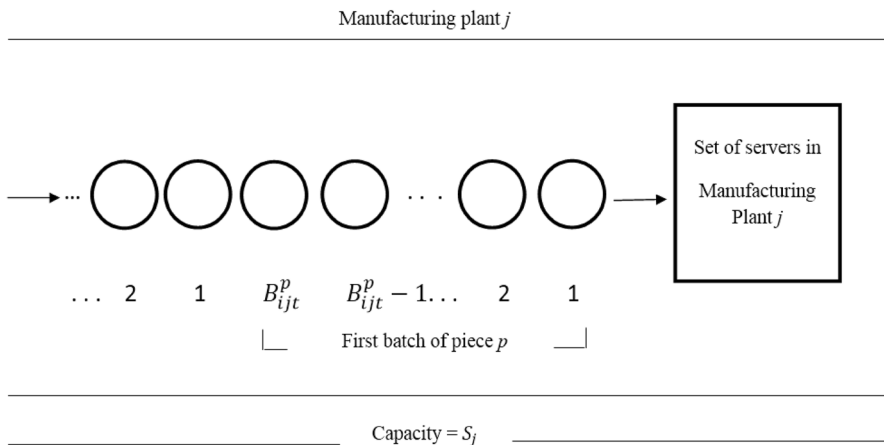 Manufacturing plant j
Set of servers in
Manufacturing
Plant j
...
. . .
. . . 2 1 B^p_{ijt} B^p_{ijt} − 1... 2 1
First batch of piece p
Capacity = S_j